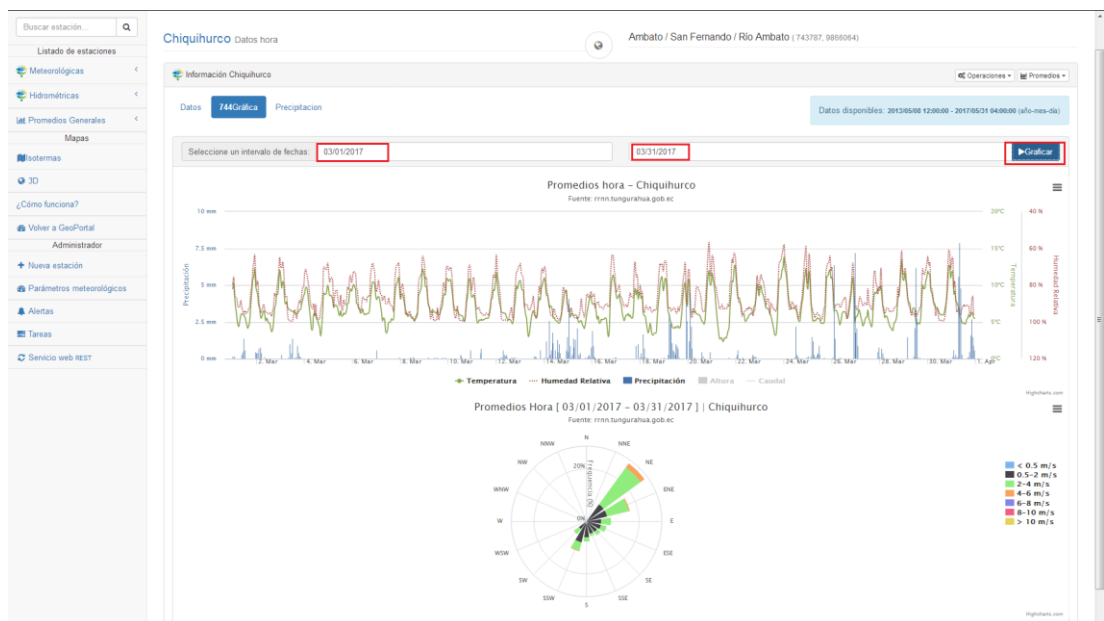 Buscar estación...
Listado de estaciones
Meteorológicas
Hidrométricas
Promedios Generales
Mapas
Isotermas
3D
¿Cómo funciona?
Volver a GeoPortal
Administrador
Nueva estación
Parámetros meteorológicos
Alertas
Tareas
Servicio web REST
Chiquihurco Datos hora
Ambato / San Fernando / Río Ambato (743787, 9866064)
Información Chiquihurco
Operaciones
Promedios
Datos
744Gráfica
Precipitacion
Datos disponibles: 2013/05/08 12:00:00 - 2017/05/31 04:00:00 (año-mes-día)
Seleccione un intervalo de fechas:
03/01/2017
03/31/2017
Graficar
Promedios hora - Chiquihurco
Fuente: rrnn.tungurahua.gob.ec
10 mm
7.5 mm
5 mm
2.5 mm
0 mm
Precipitación
20°C
15°C
10°C
5°C
0°C
Temperatura
40 %
60 %
80 %
100 %
120 %
Humedad Relativa
2. Mar
4. Mar
6. Mar
8. Mar
10. Mar
12. Mar
14. Mar
16. Mar
18. Mar
20. Mar
22. Mar
24. Mar
26. Mar
28. Mar
30. Mar
1. Apr
Temperatura
Humedad Relativa
Precipitación
Altura
Caudal
Highcharts.com
Promedios Hora [ 03/01/2017 - 03/31/2017 ] | Chiquihurco
Fuente: rrnn.tungurahua.gob.ec
N
NNE
NE
ENE
E
ESE
SE
SSE
S
SSW
SW
WSW
W
WNW
NW
NNW
20%
0%
Frequencia (%)
< 0.5 m/s
0.5-2 m/s
2-4 m/s
4-6 m/s
6-8 m/s
8-10 m/s
> 10 m/s
Highcharts.com